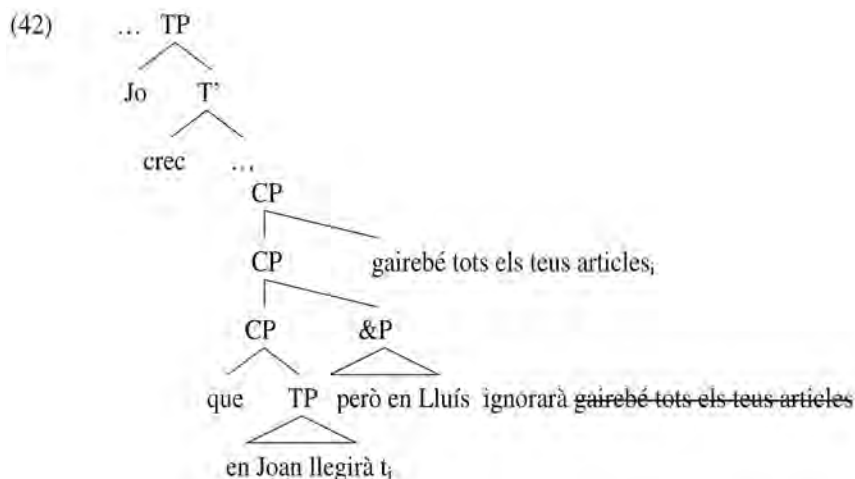 (42) … TP
Jo T’
crec …
CP
CP gairebé tots els teus articlesᵢ
CP &P
que TP però en Lluís ignorarà gairebé tots els teus articles
en Joan llegirà tᵢ